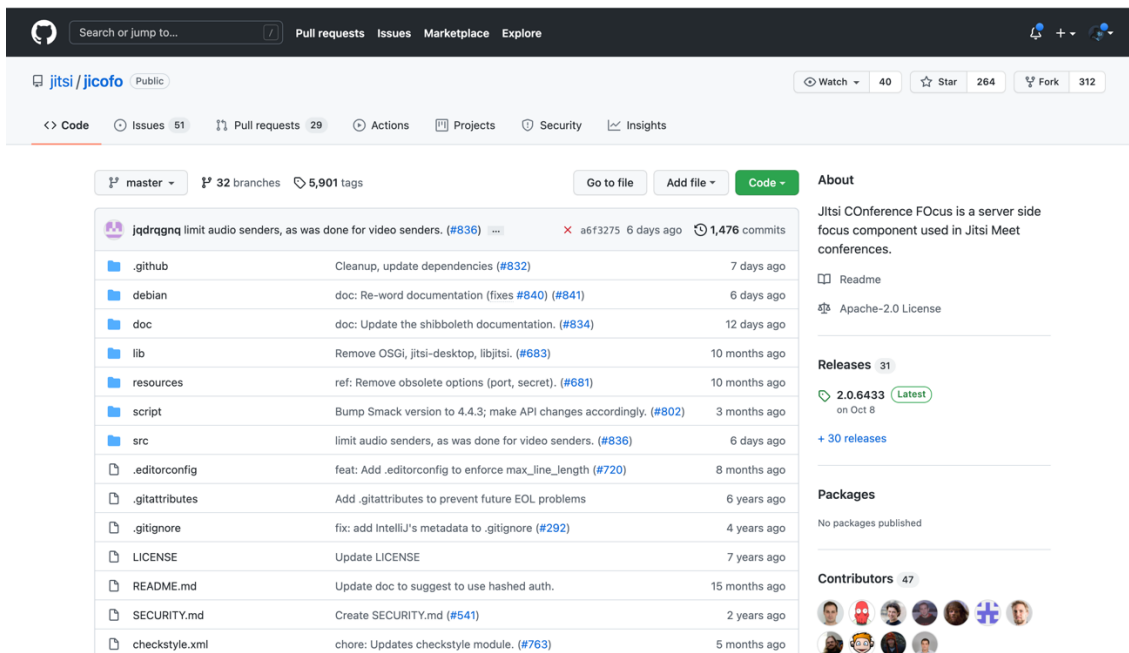 Search or jump to... /
Pull requests Issues Marketplace Explore
jitsi / jicofo Public
Watch 40 Star 264 Fork 312
Code Issues 51 Pull requests 29 Actions Projects Security Insights
master 32 branches 5,901 tags Go to file Add file Code
jqdrqgnq limit audio senders, as was done for video senders. (#836) ... a6f3275 6 days ago 1,476 commits
.github Cleanup, update dependencies (#832) 7 days ago
debian doc: Re-word documentation (fixes #840) (#841) 6 days ago
doc doc: Update the shibboleth documentation. (#834) 12 days ago
lib Remove OSGi, jitsi-desktop, libjitsi. (#683) 10 months ago
resources ref: Remove obsolete options (port, secret). (#681) 10 months ago
script Bump Smack version to 4.4.3; make API changes accordingly. (#802) 3 months ago
src limit audio senders, as was done for video senders. (#836) 6 days ago
.editorconfig feat: Add .editorconfig to enforce max_line_length (#720) 8 months ago
.gitattributes Add .gitattributes to prevent future EOL problems 6 years ago
.gitignore fix: add IntelliJ's metadata to .gitignore (#292) 4 years ago
LICENSE Update LICENSE 7 years ago
README.md Update doc to suggest to use hashed auth. 15 months ago
SECURITY.md Create SECURITY.md (#541) 2 years ago
checkstyle.xml chore: Updates checkstyle module. (#763) 5 months ago
About
JItsi COnference FOcus is a server side
focus component used in Jitsi Meet
conferences.
Readme
Apache-2.0 License
Releases 31
2.0.6433 Latest
on Oct 8
+ 30 releases
Packages
No packages published
Contributors 47